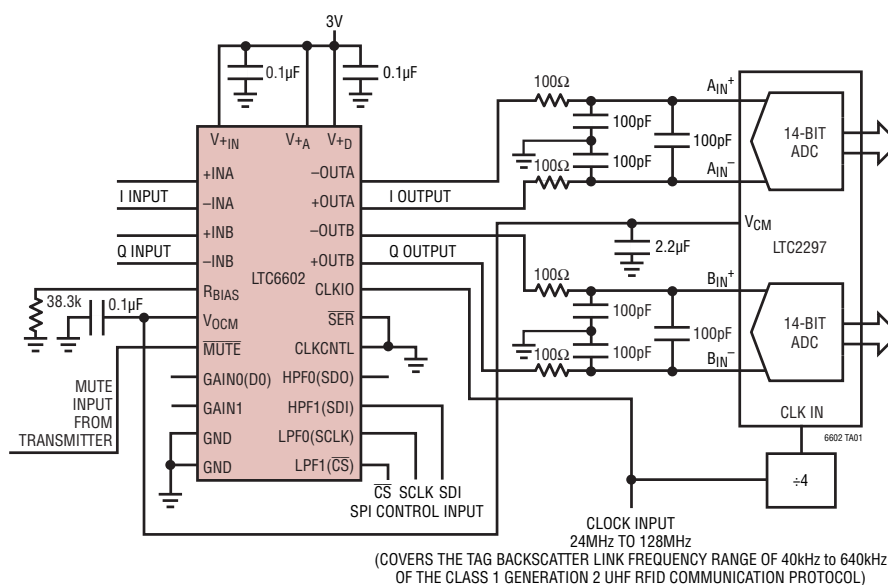 3V
0.1µF
0.1µF
V+IN
V+A
V+D
+INA
I INPUT
–INA
+INB
Q INPUT
–INB
RBIAS
VOCM
MUTE
GAIN0(D0)
GAIN1
GND
GND
LTC6602
–OUTA
+OUTA
–OUTB
+OUTB
CLKIO
SER
CLKCNTL
HPF0(SDO)
HPF1(SDI)
LPF0(SCLK)
LPF1(CS)
38.3k
0.1µF
MUTE
INPUT
FROM
TRANSMITTER
I OUTPUT
Q OUTPUT
CS SCLK SDI
SPI CONTROL INPUT
100Ω
100pF
100pF
100pF
100Ω
AIN+
AIN–
14-BIT
ADC
VCM
2.2µF
LTC2297
100Ω
100pF
100pF
100pF
100Ω
BIN+
BIN–
14-BIT
ADC
CLK IN
6602 TA01
÷4
CLOCK INPUT
24MHz TO 128MHz
(COVERS THE TAG BACKSCATTER LINK FREQUENCY RANGE OF 40kHz to 640kHz
OF THE CLASS 1 GENERATION 2 UHF RFID COMMUNICATION PROTOCOL)